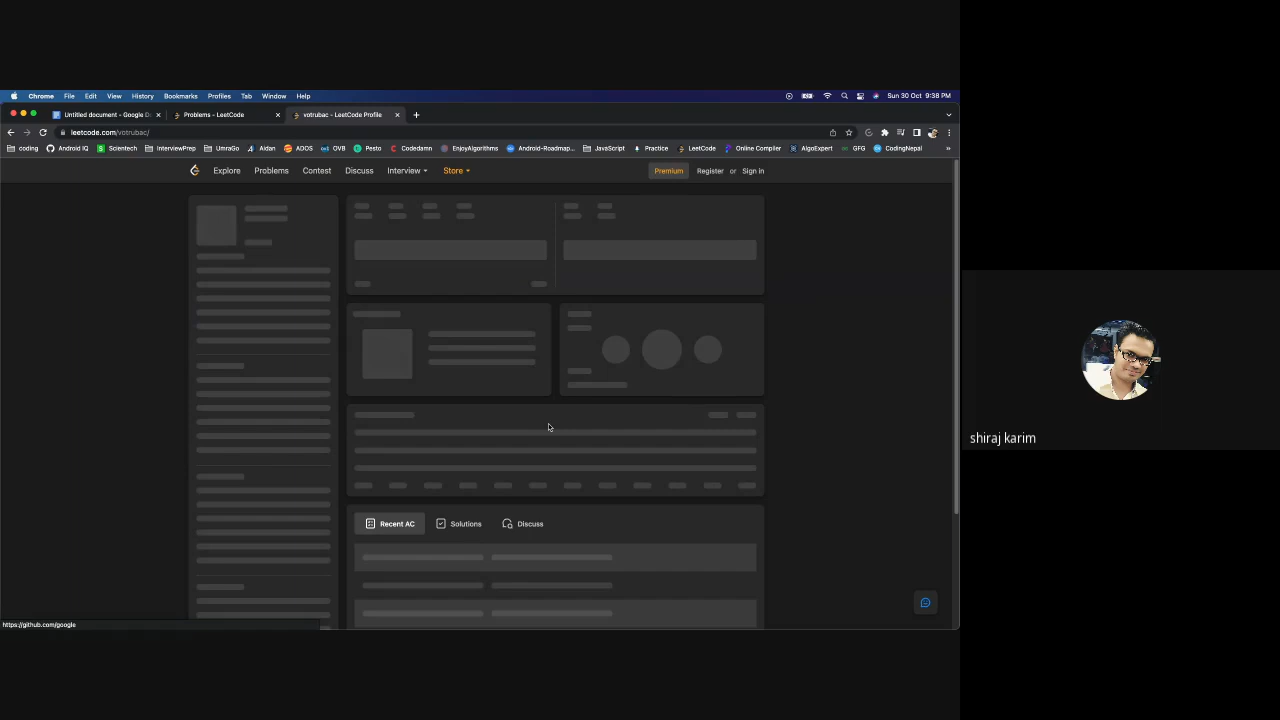 Chrome File Edit View History Bookmarks Profiles Tab Window Help Sun 30 Oct 9:38 PM
Untitled document - Google D Problems - LeetCode votrubac - LeetCode Profile
leetcode.com/votrubac/
coding Android IQ Scientech InterviewPrep UmraGo Aidan ADOS OVB Pesto Codedamn EnjoyAlgorithms Android-Roadmap... JavaScript Practice LeetCode Online Compiler AlgoExpert GFG CodingNepal »
Explore Problems Contest Discuss Interview Store Premium Register or Sign in
Recent AC Solutions Discuss
https://github.com/google
shiraj karim